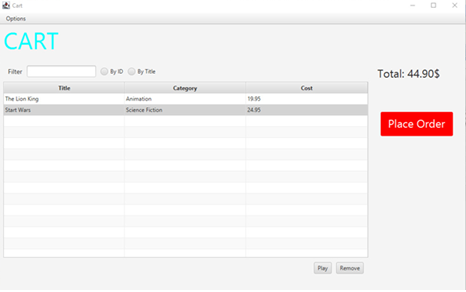 Cart
Options
CART
Filter By ID By Title
Total: 44.90$
Title Category Cost
The Lion King Animation 19.95
Start Wars Science Fiction 24.95
Place Order
Play Remove